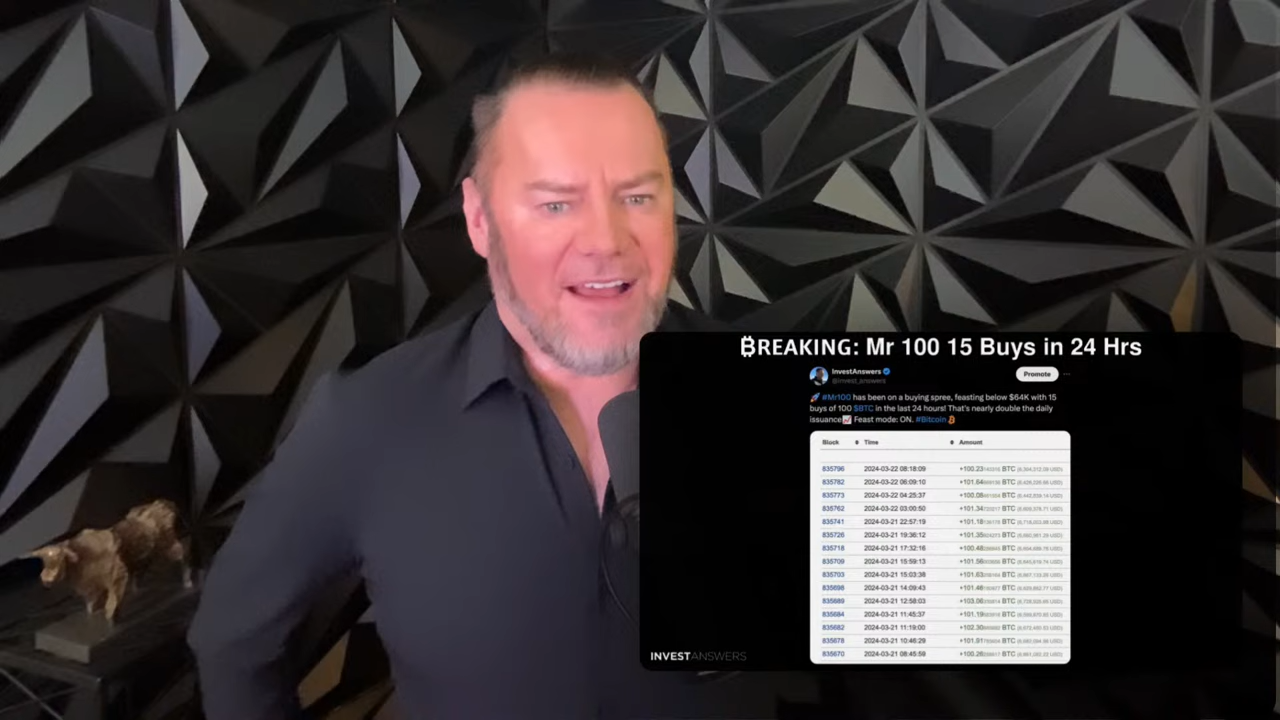 ₿REAKING: Mr 100 15 Buys in 24 Hrs
InvestAnswers
@invest_answers
Promote
🚀 #Mr100 has been on a buying spree, feasting below $64K with 15
buys of 100 $BTC in the last 24 hours! That's nearly double the daily
issuance📈 Feast mode: ON. #Bitcoin
Block Time Amount
835796 2024-03-22 08:18:09 +100.23 BTC
835782 2024-03-22 06:09:10 +101.64 BTC
835773 2024-03-22 04:25:37 +100.08 BTC
835762 2024-03-22 03:00:50 +101.34 BTC
835741 2024-03-21 22:57:19 +101.18 BTC
835726 2024-03-21 19:36:12 +101.35 BTC
835718 2024-03-21 17:32:16 +100.48 BTC
835709 2024-03-21 15:59:13 +101.56 BTC
835703 2024-03-21 15:03:38 +101.63 BTC
835698 2024-03-21 14:09:43 +101.46 BTC
835689 2024-03-21 12:58:03 +103.06 BTC
835684 2024-03-21 11:45:37 +101.19 BTC
835682 2024-03-21 11:19:00 +102.30 BTC
835678 2024-03-21 10:46:29 +101.91 BTC
835670 2024-03-21 08:45:59 +100.26 BTC
INVESTANSWERS